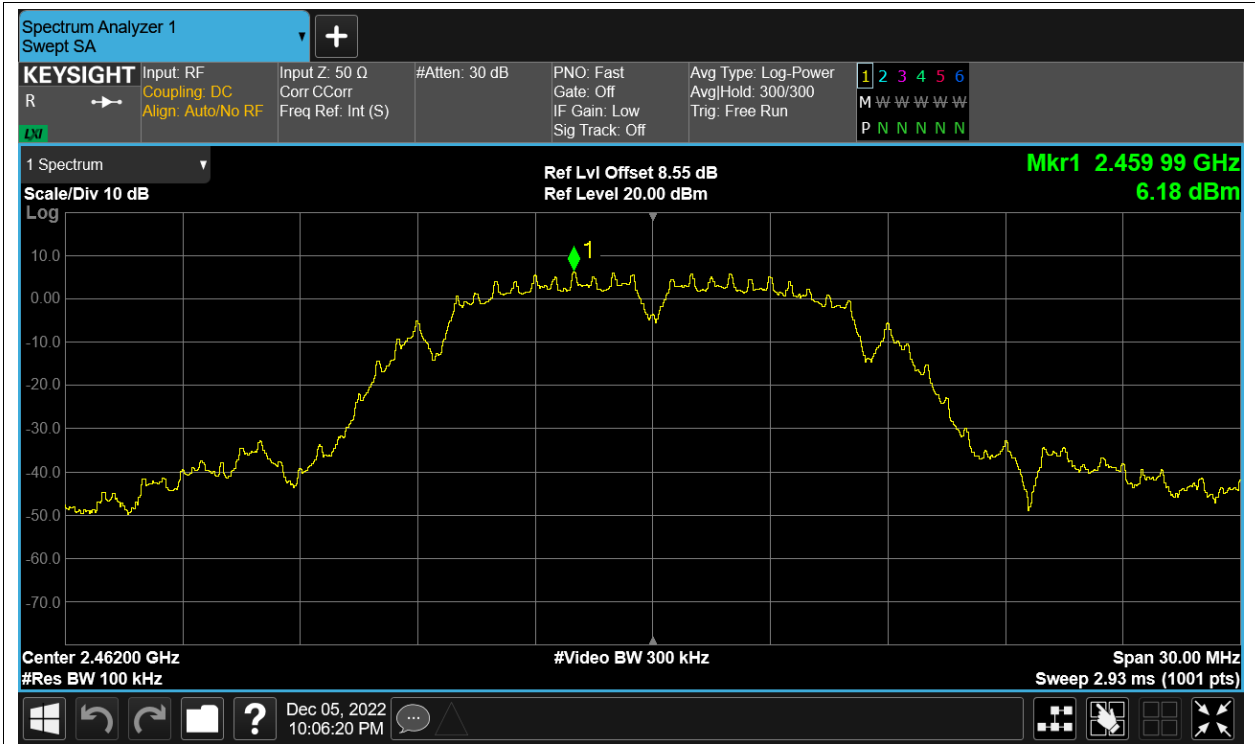 Spectrum Analyzer 1
Swept SA
KEYSIGHT
R
LXI
Input: RF
Coupling: DC
Align: Auto/No RF
Input Z: 50 Ω
Corr CCorr
Freq Ref: Int (S)
#Atten: 30 dB
PNO: Fast
Gate: Off
IF Gain: Low
Sig Track: Off
Avg Type: Log-Power
Avg|Hold: 300/300
Trig: Free Run
1 2 3 4 5 6
M W W W W W
P N N N N N
1 Spectrum
Scale/Div 10 dB
Log
Ref Lvl Offset 8.55 dB
Ref Level 20.00 dBm
Mkr1 2.459 99 GHz
6.18 dBm
1
10.0
0.00
-10.0
-20.0
-30.0
-40.0
-50.0
-60.0
-70.0
Center 2.46200 GHz
#Res BW 100 kHz
#Video BW 300 kHz
Span 30.00 MHz
Sweep 2.93 ms (1001 pts)
?
Dec 05, 2022
10:06:20 PM